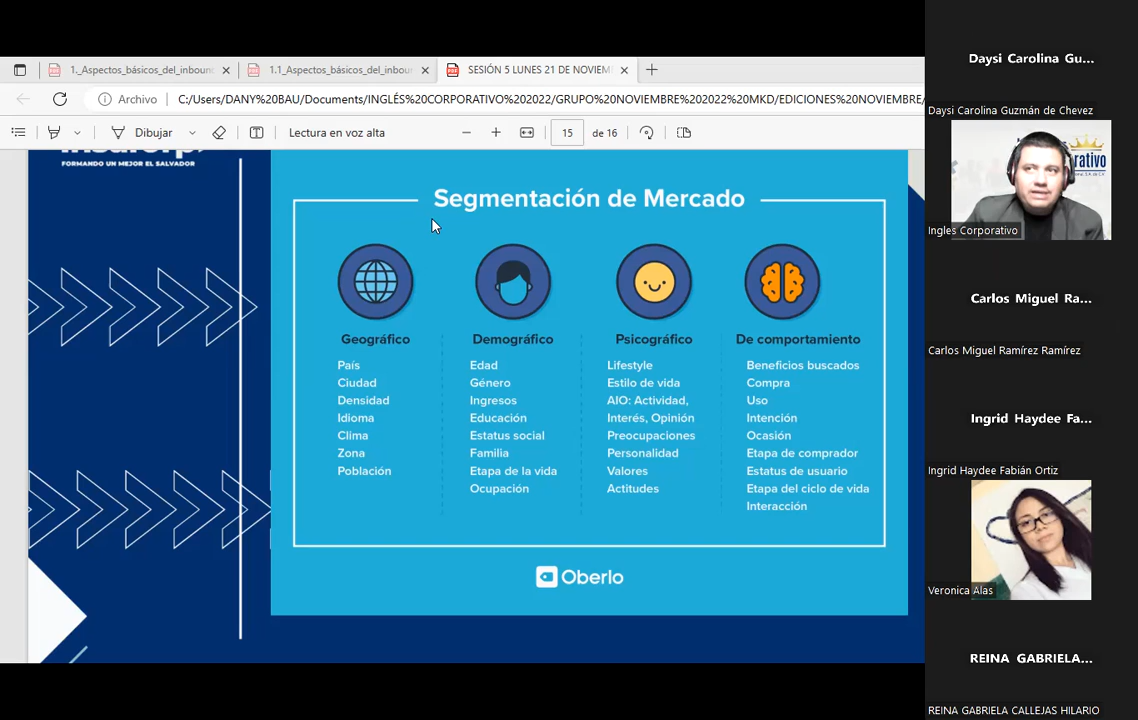 1._Aspectos_básicos_del_inbound
1.1_Aspectos_básicos_del_inbou
SESIÓN 5 LUNES 21 DE NOVIEM
Archivo
C:/Users/DANY%20BAU/Documents/INGLÉS%20CORPORATIVO%202022/GRUPO%20NOVIEMBRE%202022%20MKD/EDICIONES%20NOVIEMBRE/
Dibujar
Lectura en voz alta
15
de 16
FORMANDO UN MEJOR EL SALVADOR
Segmentación de Mercado
Geográfico
País
Ciudad
Densidad
Idioma
Clima
Zona
Población
Demográfico
Edad
Género
Ingresos
Educación
Estatus social
Familia
Etapa de la vida
Ocupación
Psicográfico
Lifestyle
Estilo de vida
AIO: Actividad,
Interés, Opinión
Preocupaciones
Personalidad
Valores
Actitudes
De comportamiento
Beneficios buscados
Compra
Uso
Intención
Ocasión
Etapa de comprador
Estatus de usuario
Etapa del ciclo de vida
Interacción
Oberlo
Daysi Carolina Gu...
Daysi Carolina Guzmán de Chevez
rativo
Ingles Corporativo
Carlos Miguel Ra...
Carlos Miguel Ramírez Ramírez
Ingrid Haydee Fa...
Ingrid Haydee Fabián Ortiz
Veronica Alas
REINA GABRIELA...
REINA GABRIELA CALLEJAS HILARIO